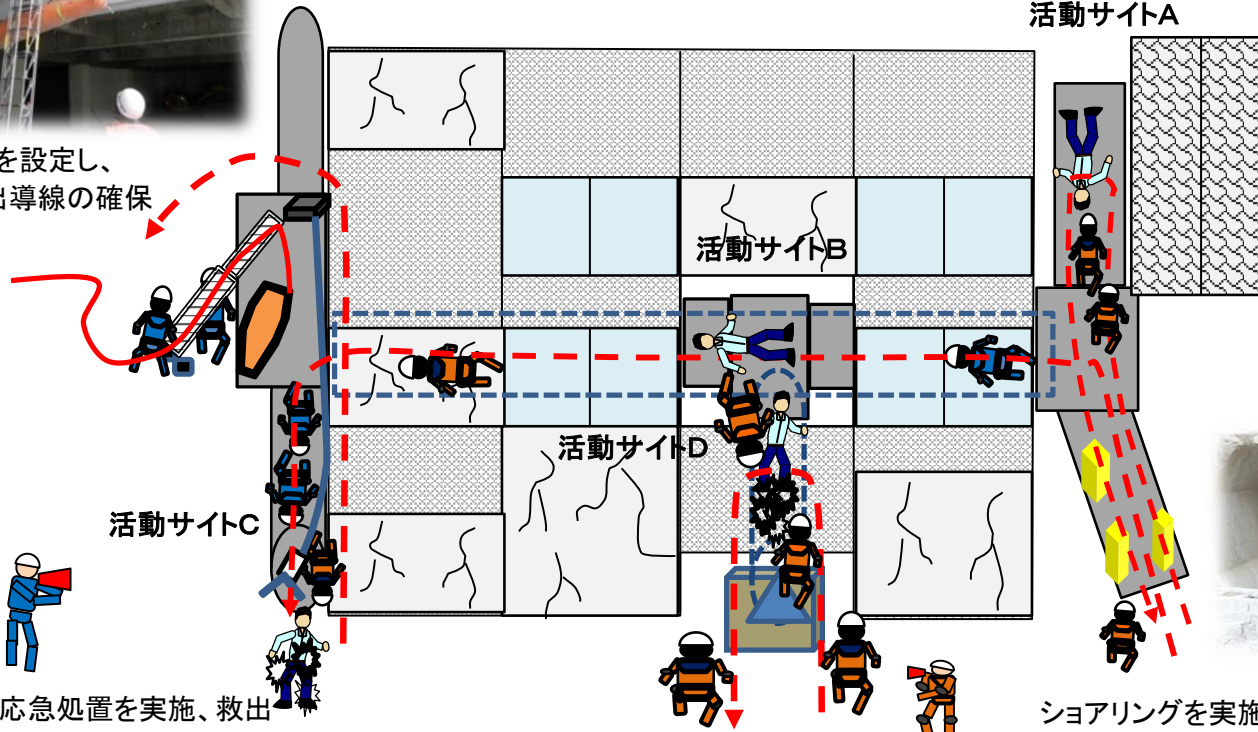 活動サイトA
を設定し、
出導線の確保
活動サイトB
活動サイトD
活動サイトC
応急処置を実施、救出
ショアリングを実施